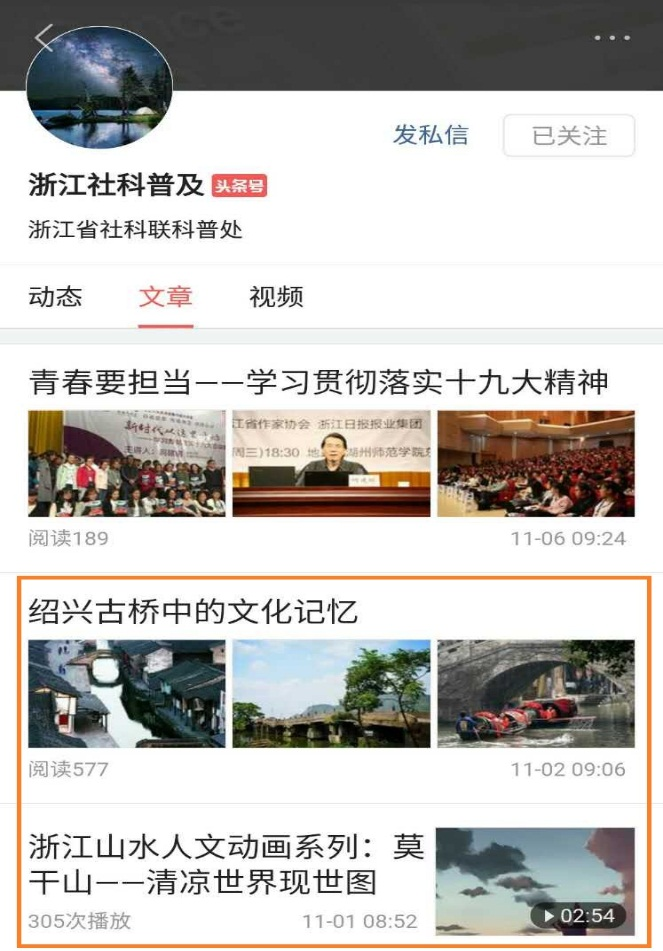 发私信
已关注
浙江社科普及 头条号
浙江省社科联科普处
动态 文章 视频
青春要担当——学习贯彻落实十九大精神
江省作家协会 浙江日报报业集团
周三)18:30
湖州师范学院
阅读189 11-06 09:24
绍兴古桥中的文化记忆
阅读577 11-02 09:06
浙江山水人文动画系列：莫
干山——清凉世界现世图
305次播放 11-01 08:52
02:54